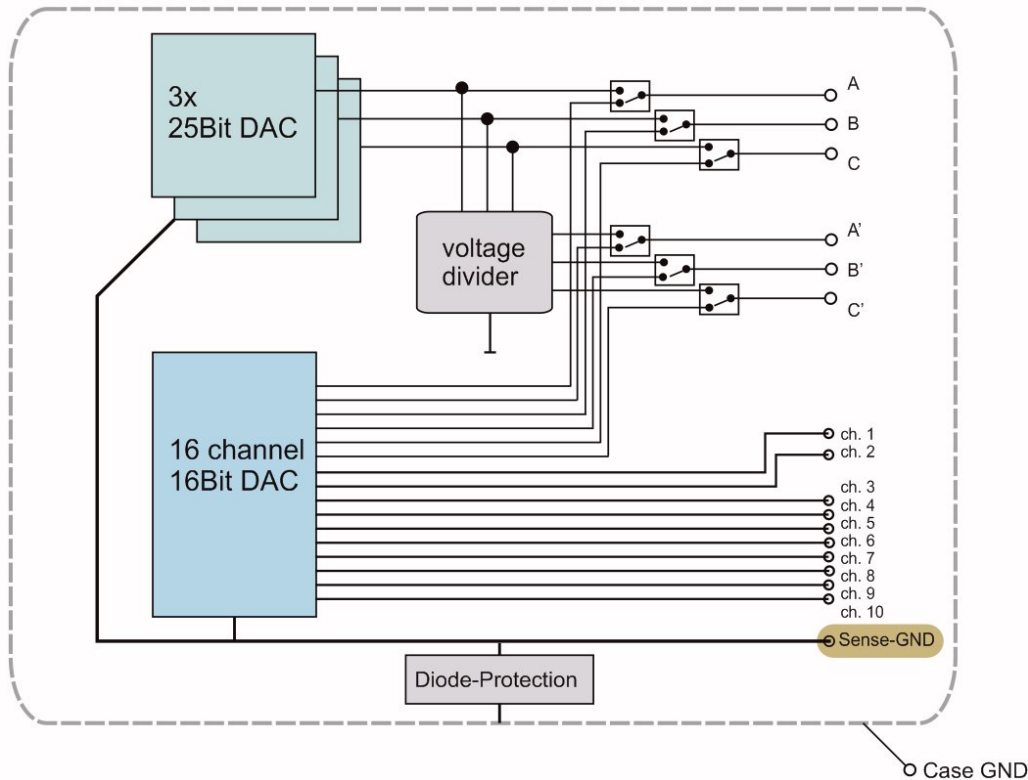 3x
25Bit DAC
A
B
C
voltage
divider
A'
B'
C'
16 channel
16Bit DAC
ch. 1
ch. 2
ch. 3
ch. 4
ch. 5
ch. 6
ch. 7
ch. 8
ch. 9
ch. 10
Sense-GND
Diode-Protection
Case GND